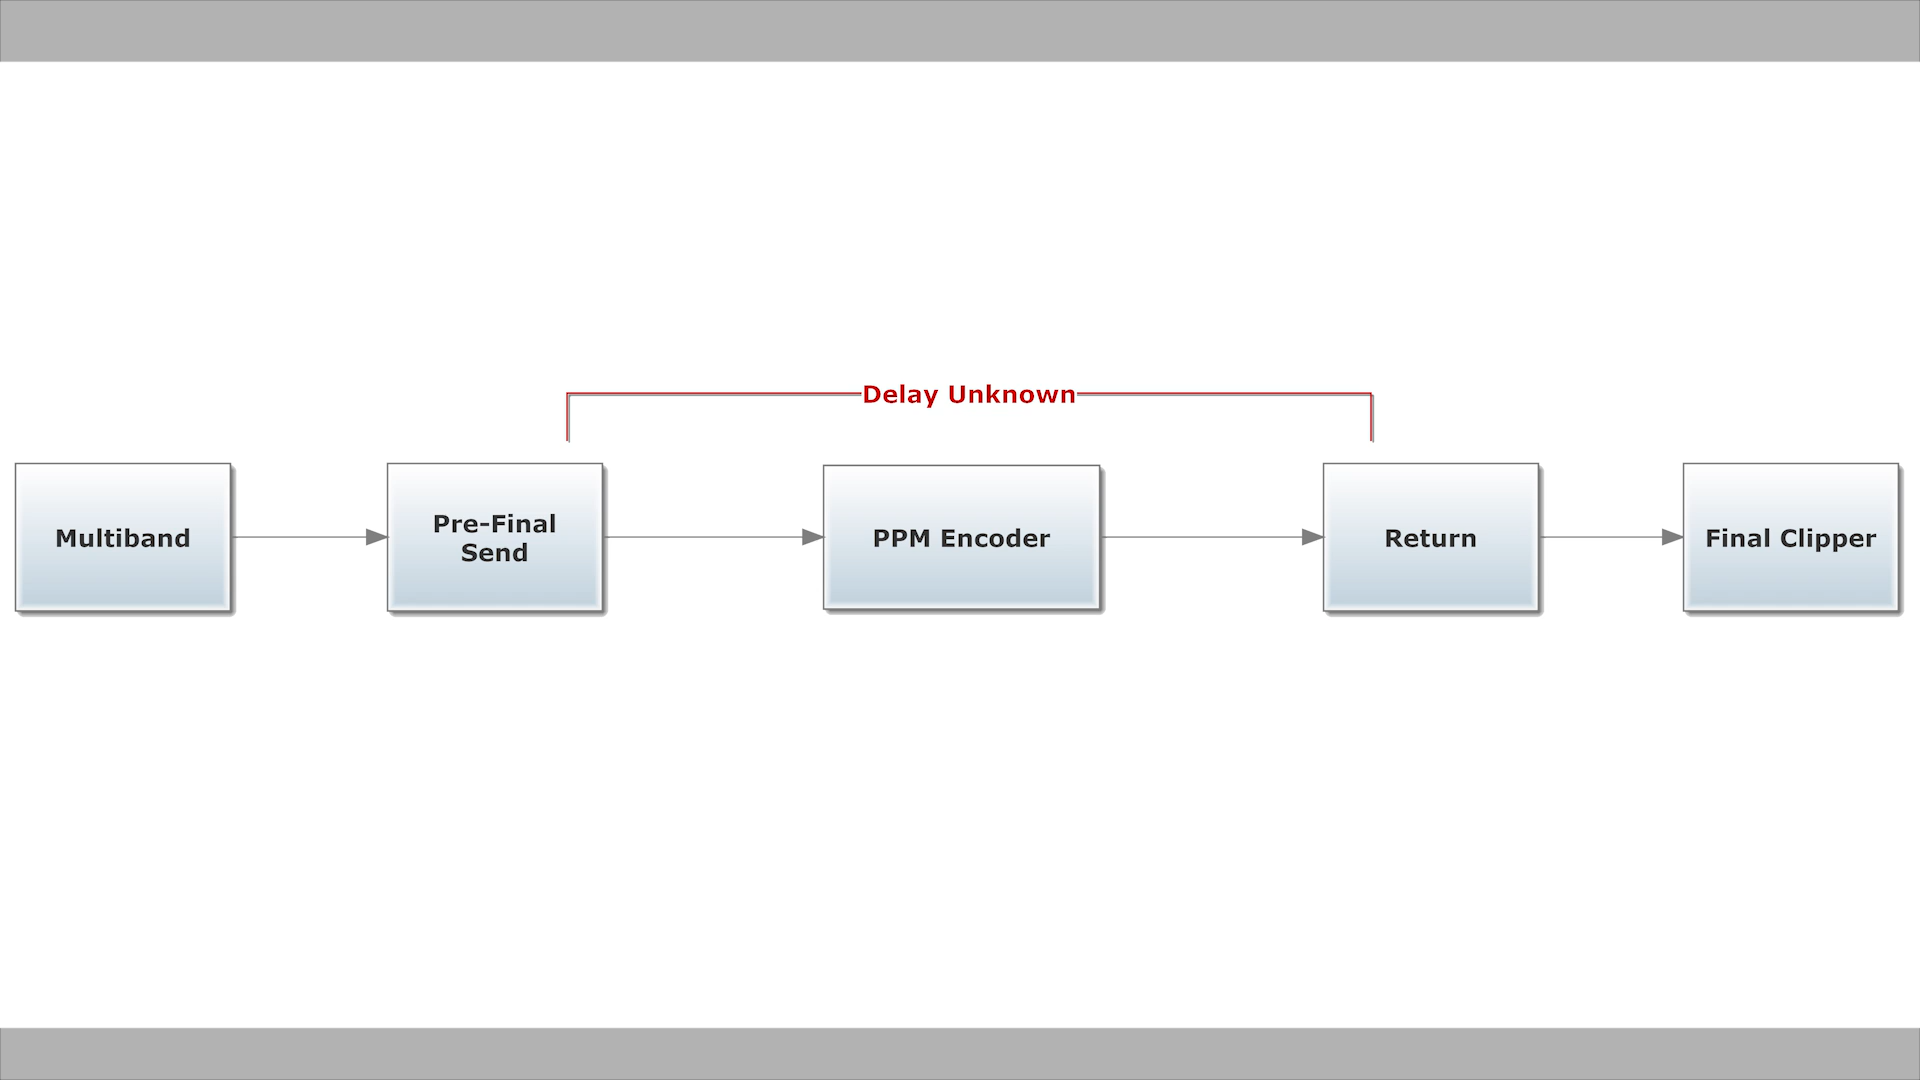 Delay Unknown
Multiband
Pre-Final
Send
PPM Encoder
Return
Final Clipper